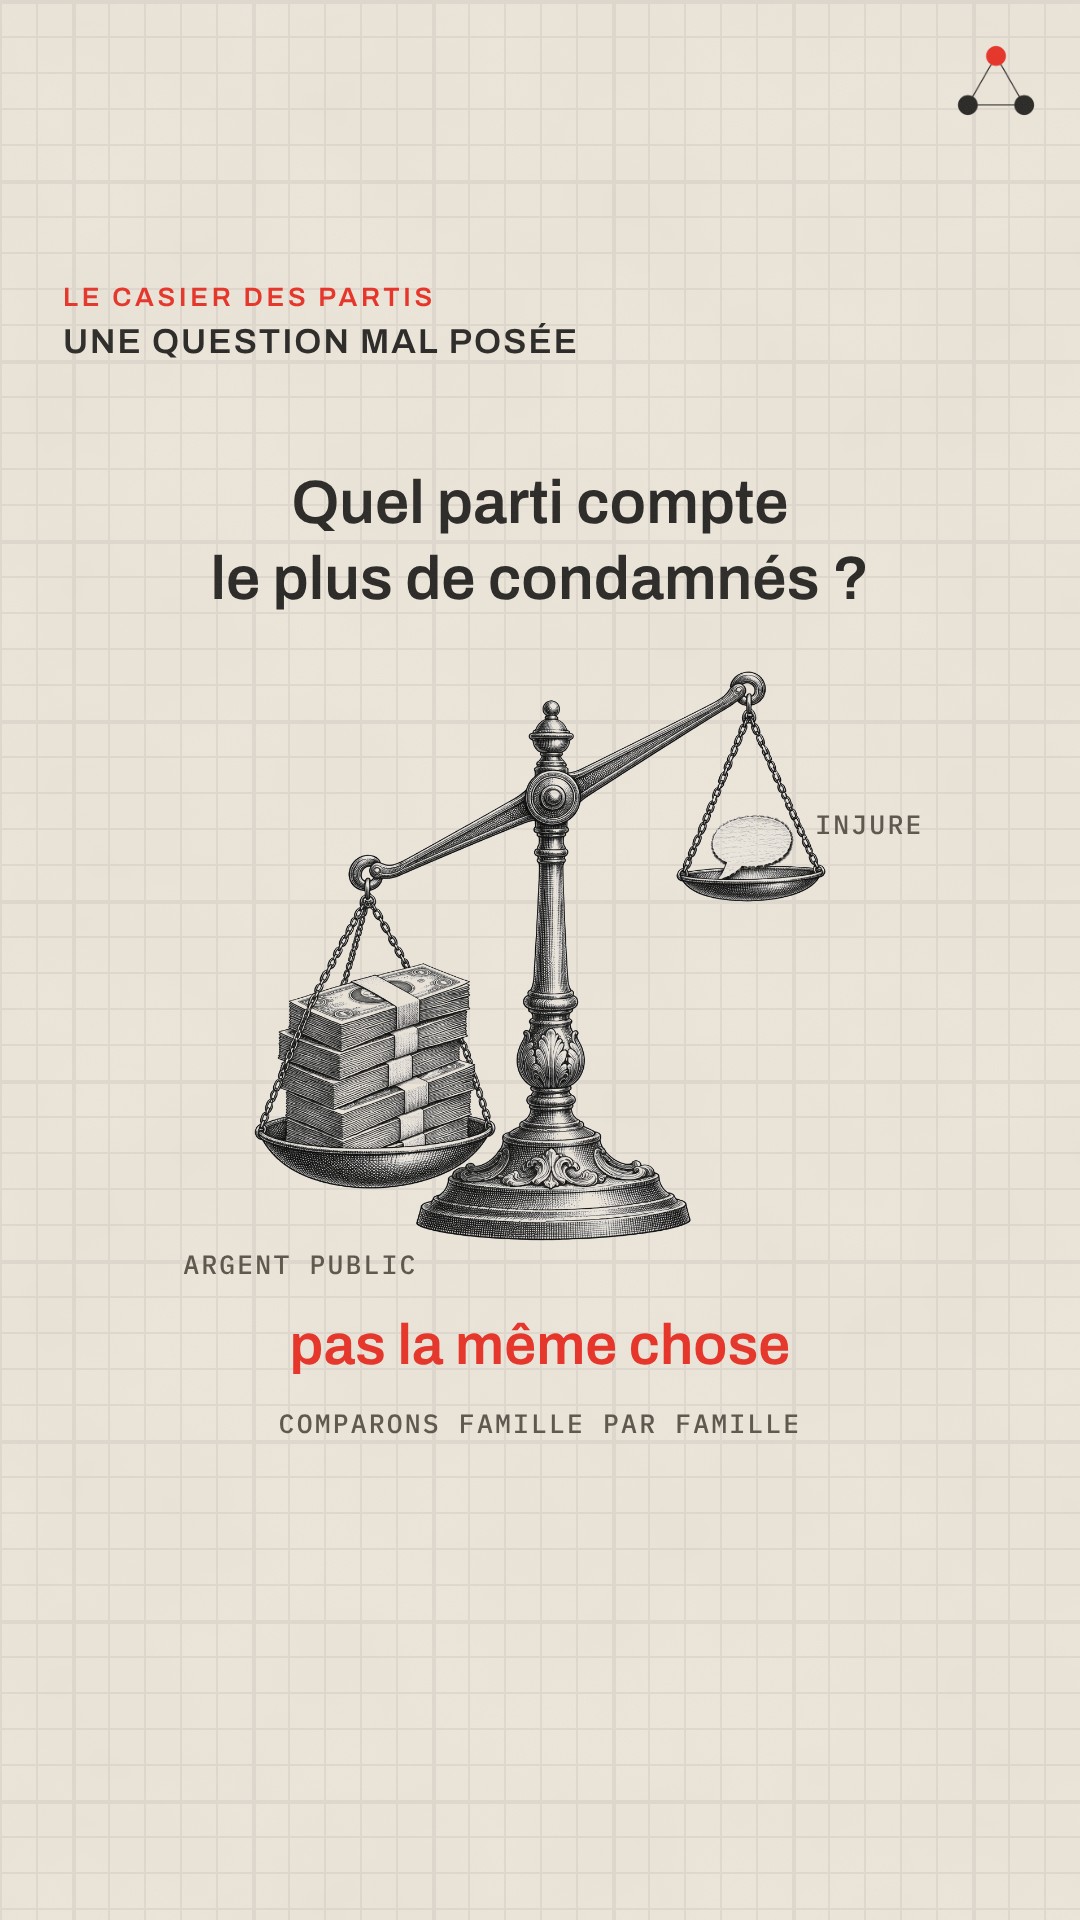 LE CASIER DES PARTIS
UNE QUESTION MAL POSÉE
Quel parti compte
le plus de condamnés ?
INJURE
ARGENT PUBLIC
pas la même chose
COMPARONS FAMILLE PAR FAMILLE